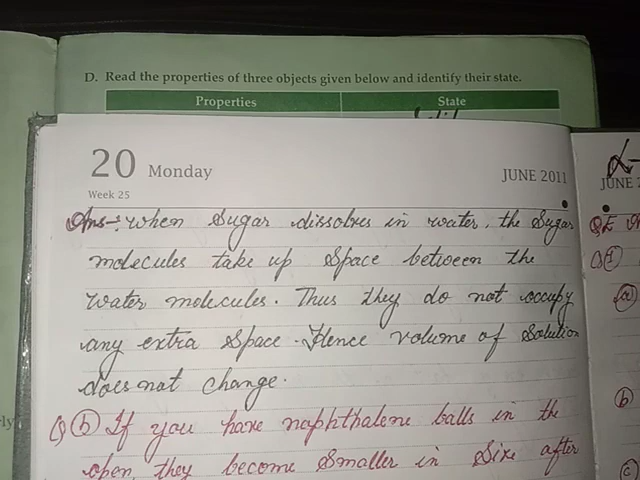 D. Read the properties of three objects given below and identify their state.
Properties State
20 Monday JUNE 2011
Week 25 JUNE
Ans-: when Sugar dissolves in water, the Sugar
molecules take up Space between the
water molecules. Thus they do not occupy
any extra Space. Hence volume of Solution
does not change.
Q (b) If you have naphthalene balls in the
open, they become Smaller in Size after